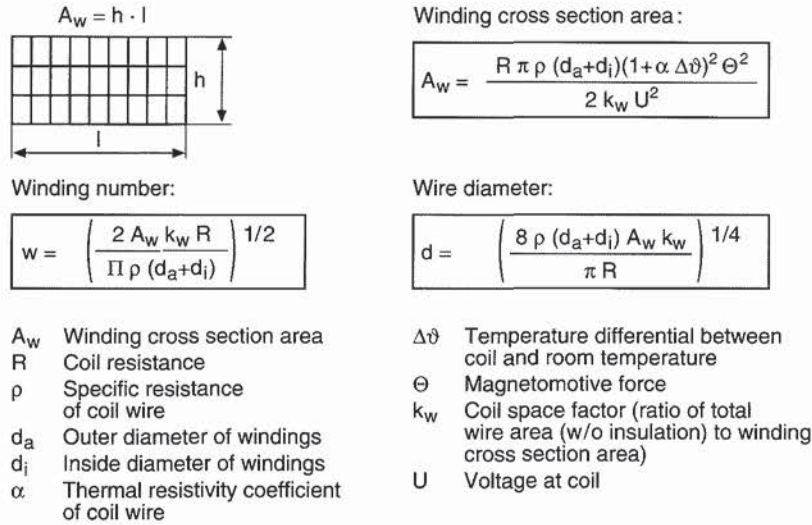 A_w = h · l
h
l
Winding cross section area:
A_w = R π ρ (d_a+d_i)(1+α Δϑ)² Θ² / 2 k_w U²
Winding number:
w = ( 2 A_w k_w R / Π ρ (d_a+d_i) ) 1/2
Wire diameter:
d = ( 8 ρ (d_a+d_i) A_w k_w / π R ) 1/4
A_w Winding cross section area
R Coil resistance
ρ Specific resistance
of coil wire
d_a Outer diameter of windings
d_i Inside diameter of windings
α Thermal resistivity coefficient
of coil wire
Δϑ Temperature differential between
coil and room temperature
Θ Magnetomotive force
k_w Coil space factor (ratio of total
wire area (w/o insulation) to winding
cross section area)
U Voltage at coil